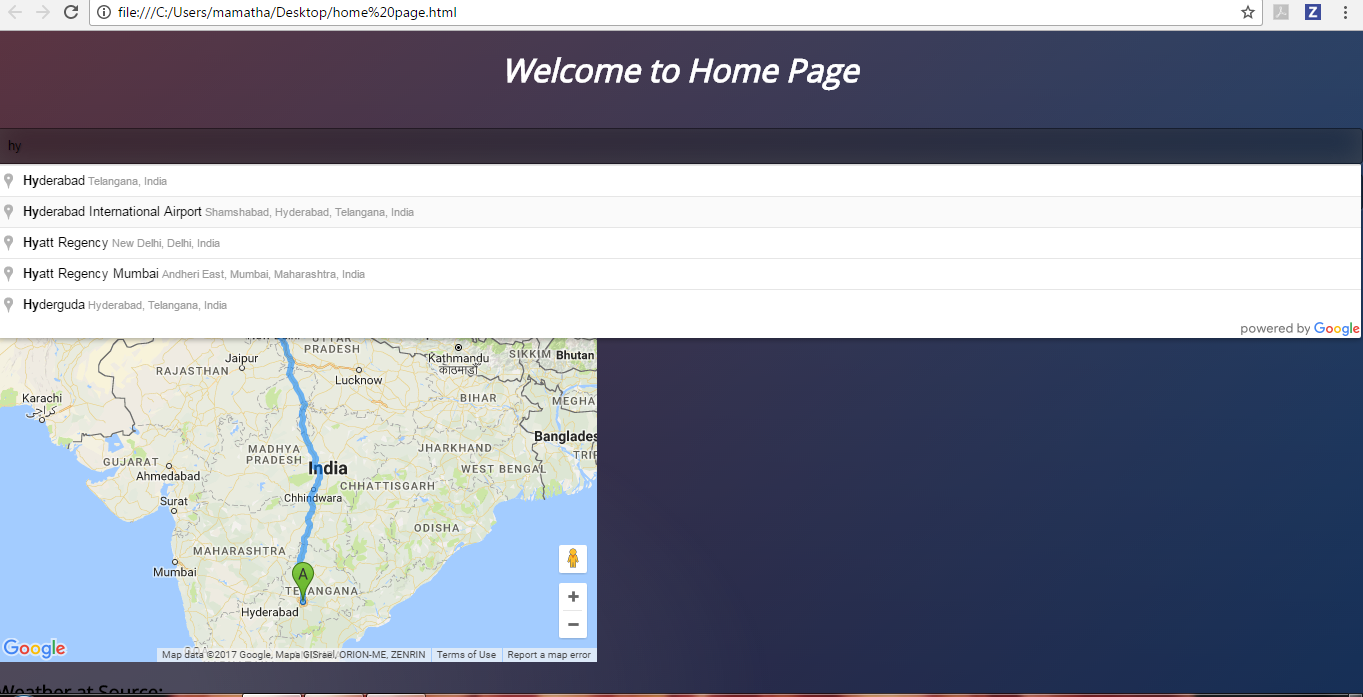 file:///C:/Users/mamatha/Desktop/home%20page.html
Z
Welcome to Home Page
hy
Hyderabad Telangana, India
Hyderabad International Airport Shamshabad, Hyderabad, Telangana, India
Hyatt Regency New Delhi, Delhi, India
Hyatt Regency Mumbai Andheri East, Mumbai, Maharashtra, India
Hyderguda Hyderabad, Telangana, India
powered by Google
UTTAR
PRADESH
Jaipur
RAJASTHAN
Lucknow
Kathmandu
काठमाडौं
SIKKIM
Bhutan
Karachi
كراچى
BIHAR
MEGHA
Banglades
TRIP
MADHYA
PRADESH
JHARKHAND
GUJARAT
Ahmedabad
India
WEST BENGAL
CHHATTISGARH
Surat
Chhindwara
ODISHA
MAHARASHTRA
Mumbai
A
TELANGANA
Hyderabad
+
−
Google
Map data ©2017 Google, Mapa GISrael, ORION-ME, ZENRIN
Terms of Use
Report a map error
Weather at Source: